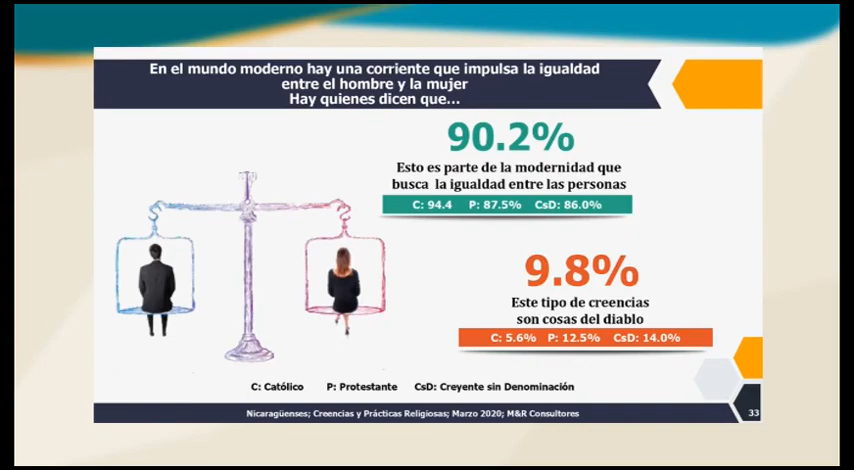 En el mundo moderno hay una corriente que impulsa la igualdad
entre el hombre y la mujer
Hay quienes dicen que...
90.2%
Esto es parte de la modernidad que
busca la igualdad entre las personas
C: 94.4 P: 87.5% CsD: 86.0%
9.8%
Este tipo de creencias
son cosas del diablo
C: 5.6% P: 12.5% CsD: 14.0%
C: Católico P: Protestante CsD: Creyente sin Denominación
Nicaragüenses; Creencias y Prácticas Religiosas; Marzo 2020; M&R Consultores
33